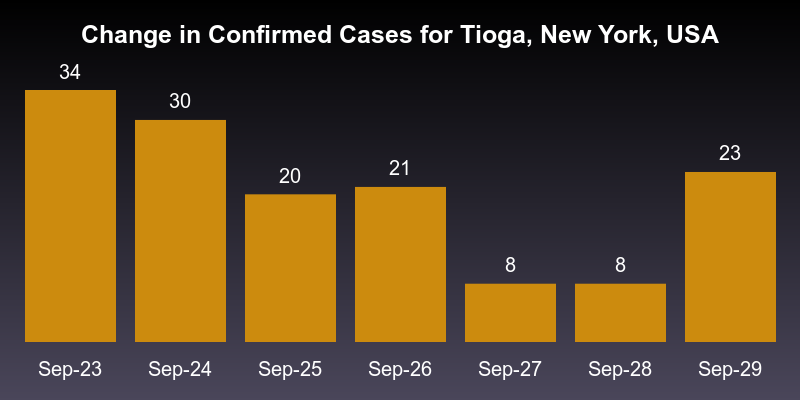 Change in Confirmed Cases for Tioga, New York, USA
34
30
20
21
8
8
23
Sep-23
Sep-24
Sep-25
Sep-26
Sep-27
Sep-28
Sep-29